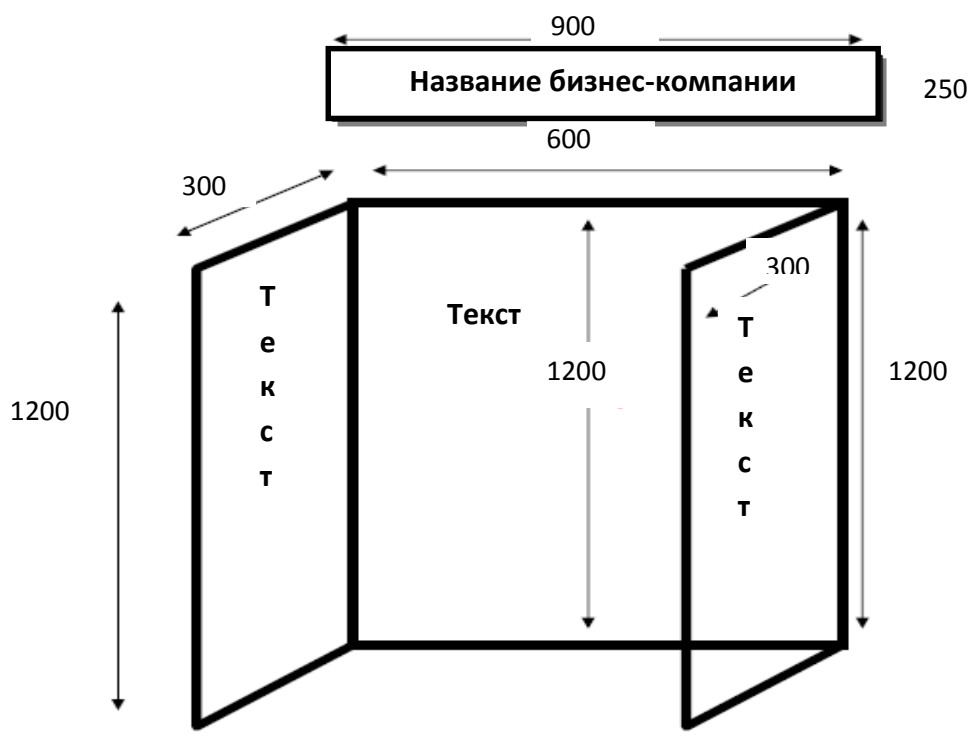 900
Название бизнес-компании
250
600
300
300
Т
е
к
с
т
Текст
Т
е
к
с
т
1200
1200
1200